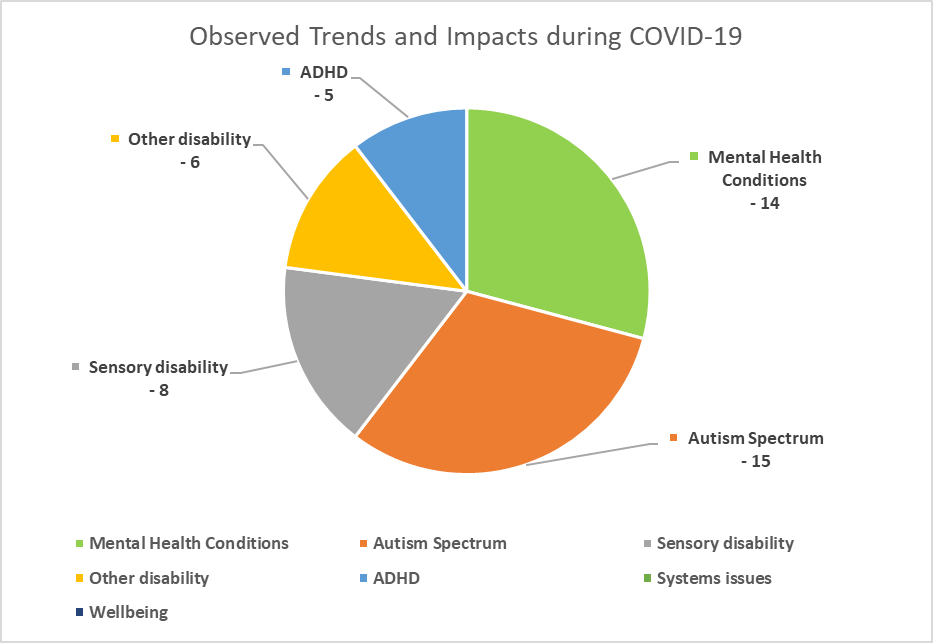 Observed Trends and Impacts during COVID-19
ADHD
- 5
Other disability
- 6
Mental Health
Conditions
- 14
Sensory disability
- 8
Autism Spectrum
- 15
Mental Health Conditions
Autism Spectrum
Sensory disability
Other disability
ADHD
Systems issues
Wellbeing